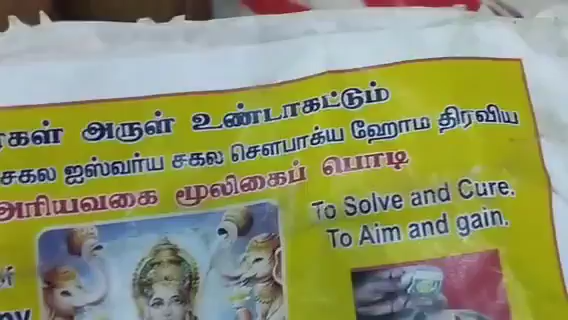 அருள் உண்டாகட்டும்
சகல ஐஸ்வர்ய சகல சௌபாக்ய ஹோம திரவிய
அரியவகை மூலிகைப் பொடி
To Solve and Cure.
To Aim and gain.